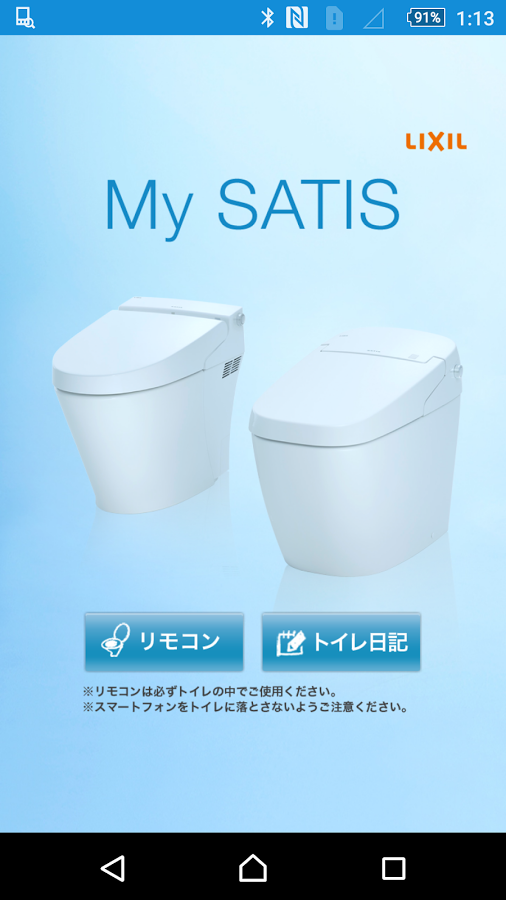 91% 1:13
LIXIL
My SATIS
リモコン
トイレ日記
※リモコンは必ずトイレの中でご使用ください。
※スマートフォンをトイレに落とさないようご注意ください。